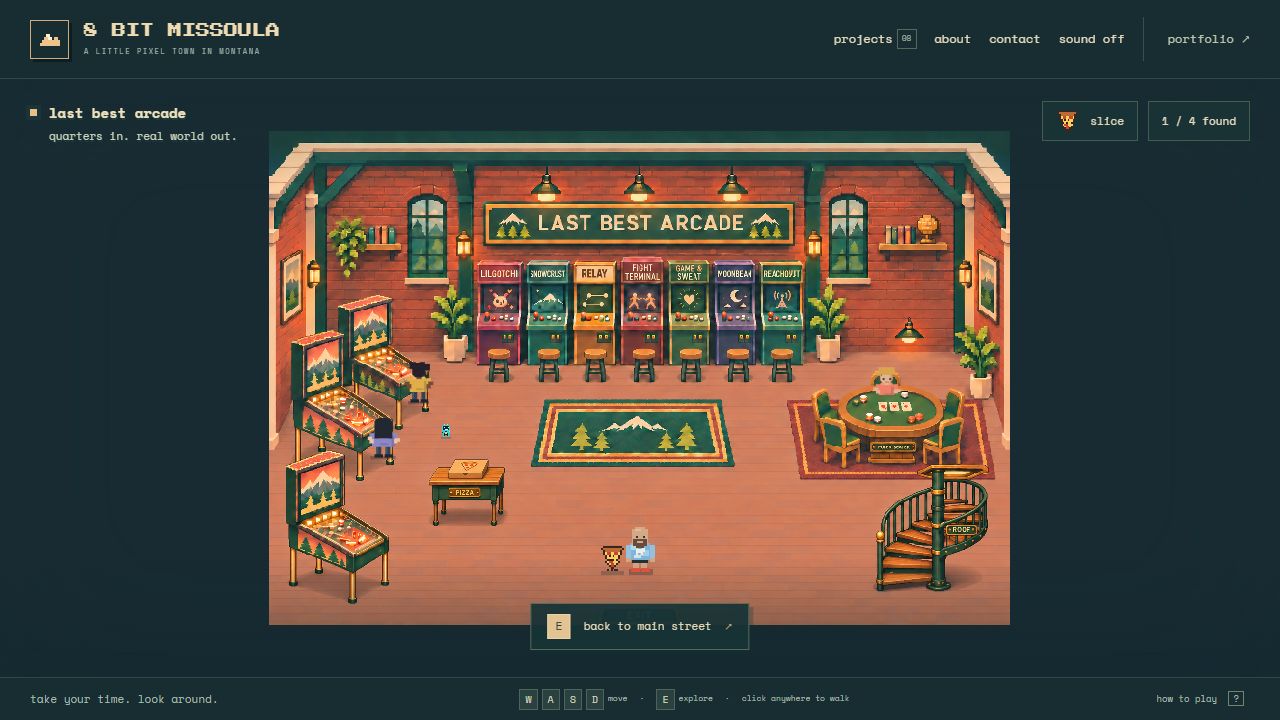 8 BIT MISSOULA
A LITTLE PIXEL TOWN IN MONTANA
projects 08 about contact sound off portfolio ↗
last best arcade
quarters in. real world out.
slice
1 / 4 found
LAST BEST ARCADE
LILGOTCHI
SNOWCRUST
RELAY
FIGHT
TERMINAL
GAME &
SWEAT
MOONBEAM
REACHOUT
PIZZA
ROOF
E back to main street ↗
take your time. look around.
W A S D move · E explore · click anywhere to walk
how to play ?